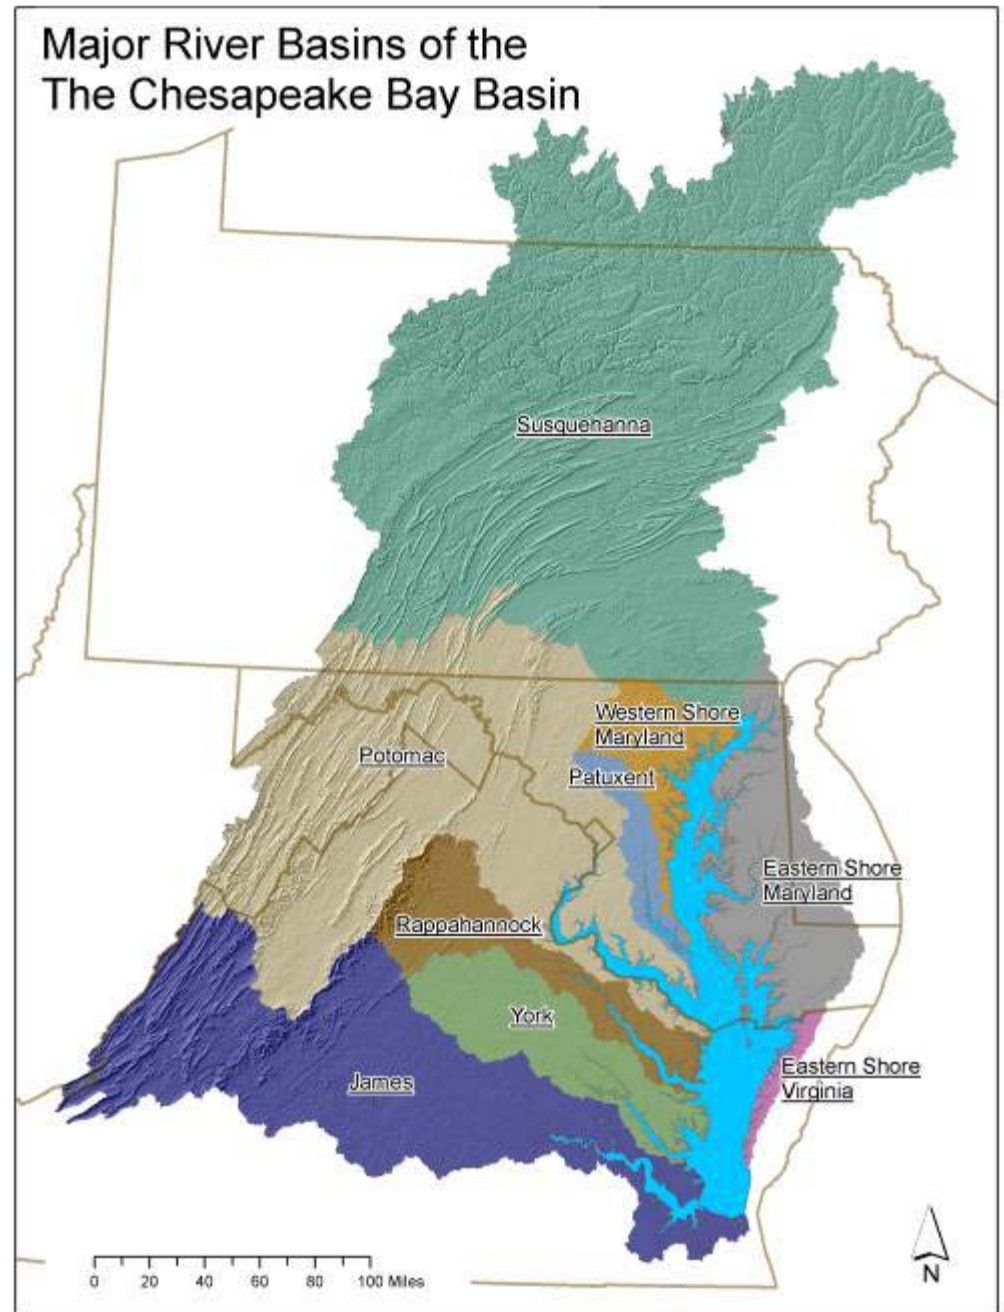 Major River Basins of the
The Chesapeake Bay Basin
Susquehanna
Western Shore
Maryland
Potomac
Patuxent
Eastern Shore
Maryland
Rappahannock
York
Eastern Shore
Virginia
James
0 20 40 60 80 100 Miles
N